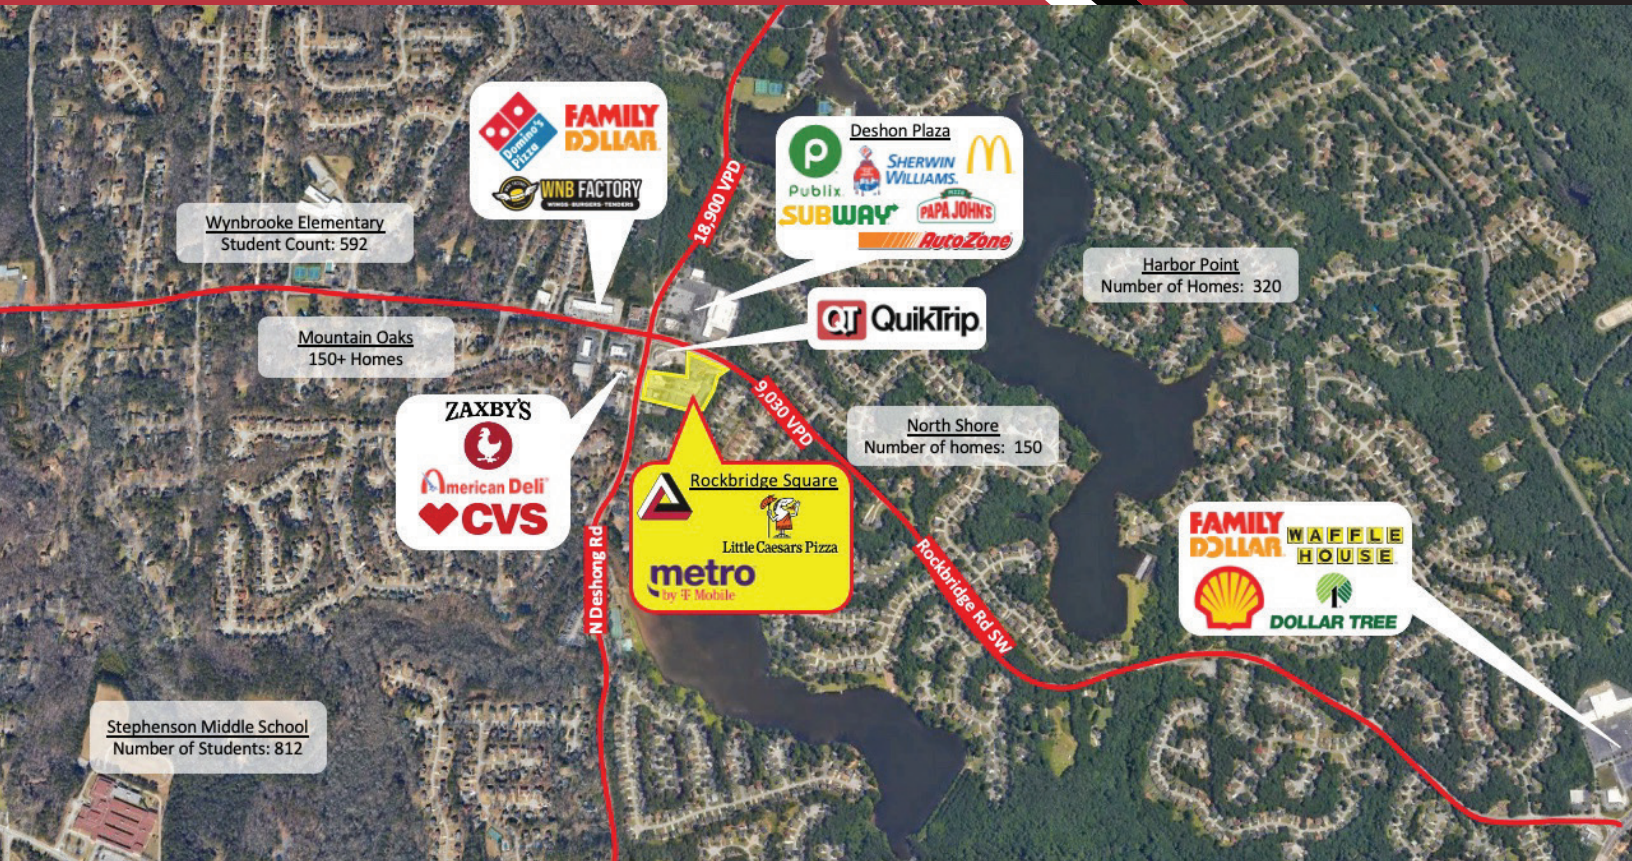 Domino's
Pizza
FAMILY
DOLLAR
WNB FACTORY
WINGS·BURGERS·TENDERS
Deshon Plaza
Publix
SHERWIN
WILLIAMS.
SUBWAY
PIZZA
PAPA JOHN'S
AutoZone
18,900 VPD
Wynbrooke Elementary
Student Count: 592
Harbor Point
Number of Homes: 320
QT QuikTrip
Mountain Oaks
150+ Homes
9,030 VPD
ZAXBY'S
American Deli
CVS
North Shore
Number of homes: 150
Rockbridge Square
Little Caesars Pizza
metro
by T Mobile
N Deshong Rd
Rockbridge Rd SW
FAMILY
DOLLAR
WAFFLE
HOUSE
DOLLAR TREE
Stephenson Middle School
Number of Students: 812